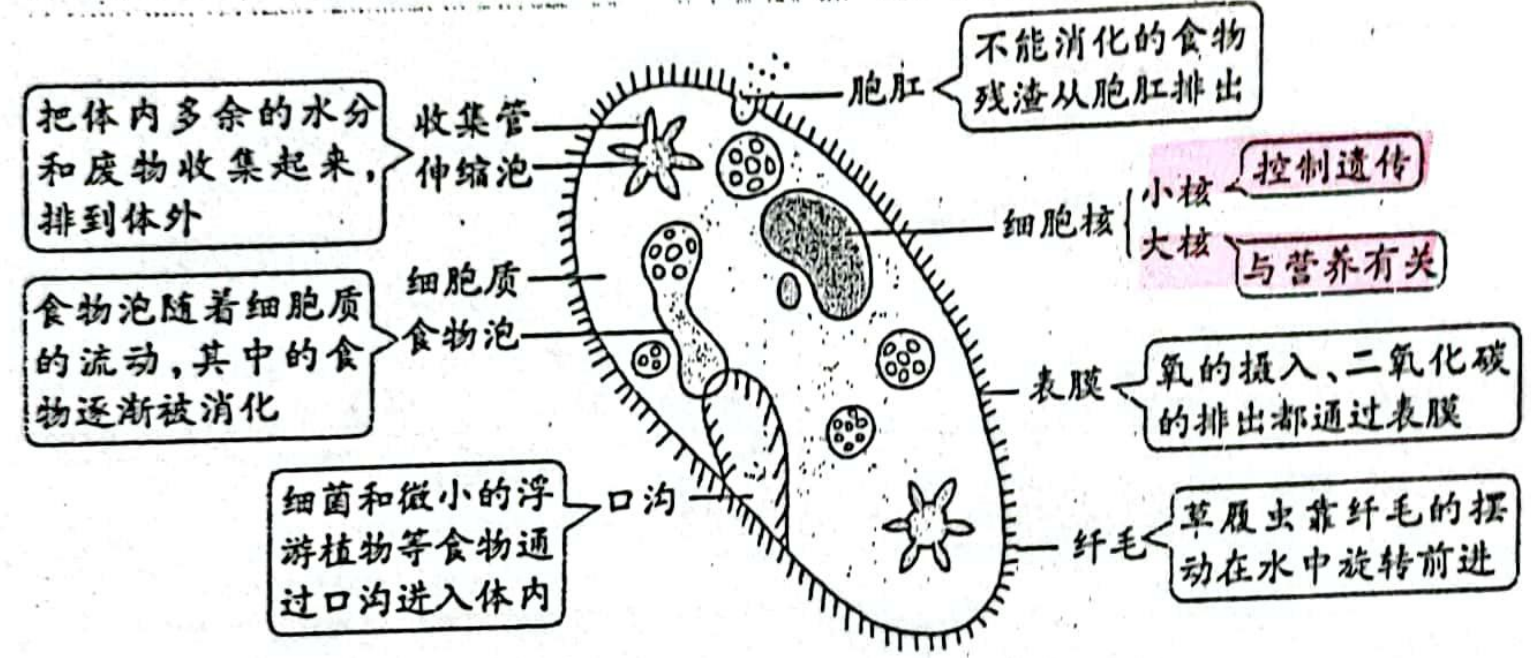 不能消化的食物
残渣从胞肛排出
胞肛
把体内多余的水分
和废物收集起来,
排到体外
收集管
伸缩泡
控制遗传
小核
细胞核
大核
与营养有关
细胞质
食物泡随着细胞质
的流动,其中的食
物逐渐被消化
食物泡
表膜
氧的摄入、二氧化碳
的排出都通过表膜
细菌和微小的浮
游植物等食物通
过口沟进入体内
口沟
纤毛
草履虫靠纤毛的摆
动在水中旋转前进